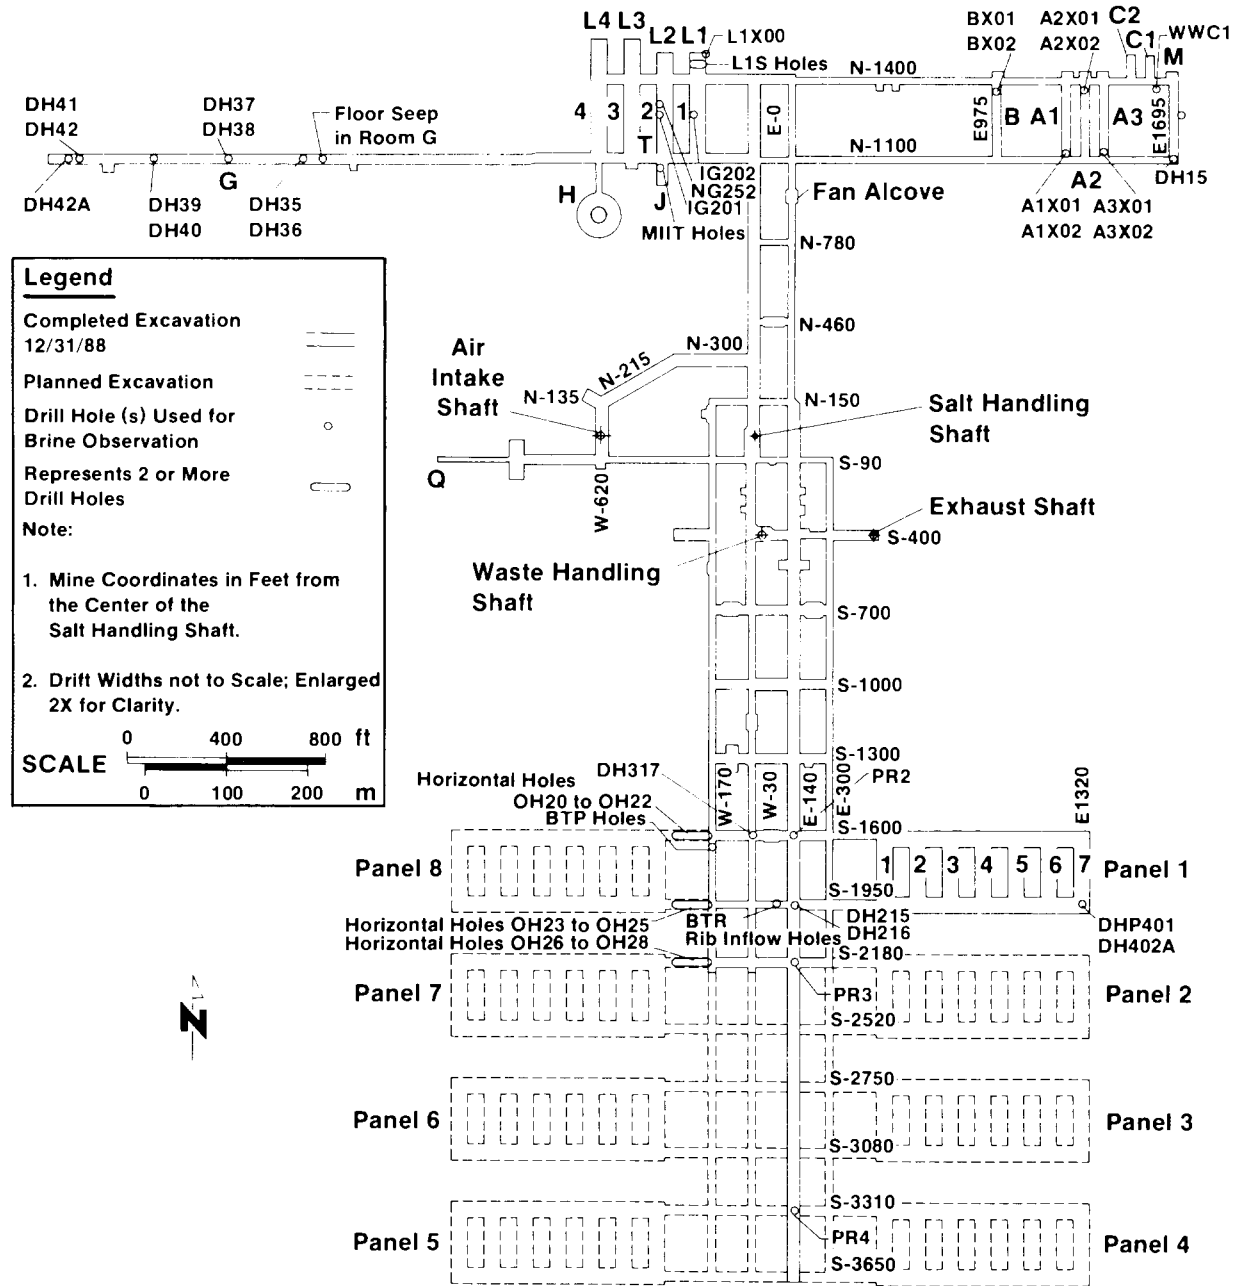 L4 L3 L2 L1
L1X00
L1S Holes
BX01 A2X01 C2
BX02 A2X02 C1
WWC1
M
N-1400
DH41
DH42
DH37
DH38
Floor Seep
in Room G
4 3 2 1
T
E-0
E975
B A1
A3
E1695
N-1100
DH42A
DH39
DH40
G
DH35
DH36
H
J
IG202
NG252
IG201
MIIT Holes
Fan Alcove
A2
DH15
A1X01 A3X01
A1X02 A3X02
N-780
N-460
N-300
N-215
N-135
N-150
Legend
Completed Excavation
12/31/88
Planned Excavation
Drill Hole (s) Used for
Brine Observation
Represents 2 or More
Drill Holes
Note:
1. Mine Coordinates in Feet from
the Center of the
Salt Handling Shaft.
2. Drift Widths not to Scale; Enlarged
2X for Clarity.
0 400 800 ft
SCALE
0 100 200 m
Air
Intake
Shaft
Salt Handling
Shaft
Q
W-620
S-90
Exhaust Shaft
S-400
Waste Handling
Shaft
S-700
S-1000
S-1300
Horizontal Holes
OH20 to OH22
BTP Holes
DH317
W-170
W-30
E-140
E-300
PR2
E1320
S-1600
Panel 8
1 2 3 4 5 6 7
Panel 1
S-1950
Horizontal Holes OH23 to OH25
Horizontal Holes OH26 to OH28
BTR
Rib Inflow Holes
DH215
DH216
DHP401
DH402A
S-2180
Panel 7
PR3
Panel 2
S-2520
S-2750
Panel 6
Panel 3
S-3080
S-3310
Panel 5
PR4
Panel 4
S-3650
N